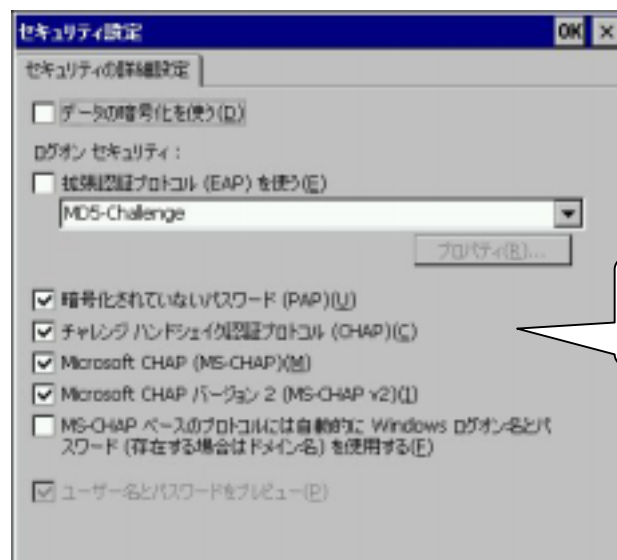 セキュリティ設定 OK ×
セキュリティの詳細設定
データの暗号化を使う(D)
ログオン セキュリティ :
拡張認証プロトコル (EAP) を使う(E)
MD5-Challenge
プロパティ(R)...
暗号化されていないパスワード (PAP)(U)
チャレンジ ハンドシェイク認証プロトコル (CHAP)(C)
Microsoft CHAP (MS-CHAP)(M)
Microsoft CHAP バージョン 2 (MS-CHAP v2)(I)
MS-CHAP ベースのプロトコルには自動的に Windows ログオン名とパ
スワード (存在する場合はドメイン名) を使用する(F)
ユーザー名とパスワードをプレビュー(P)